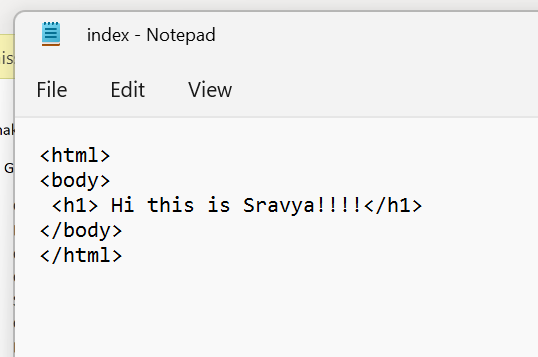 index - Notepad
File Edit View
<html>
<body>
<h1> Hi this is Sravya!!!!</h1>
</body>
</html>